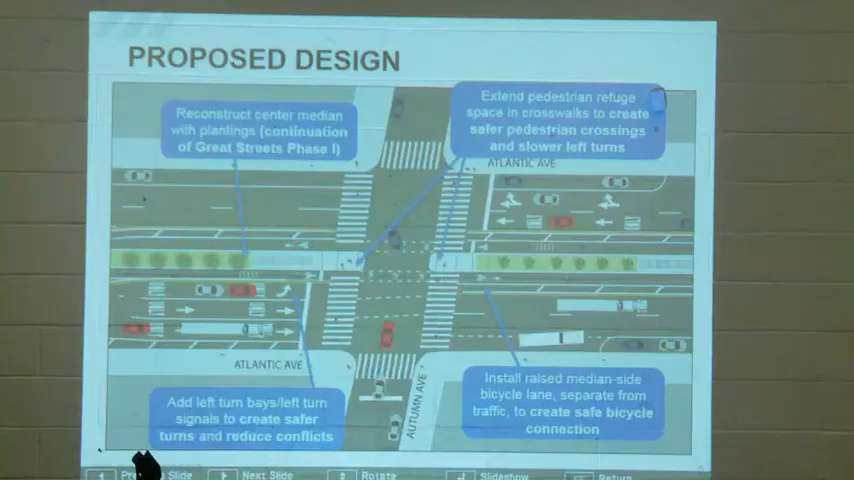 PROPOSED DESIGN
Reconstruct center median
with plantings (continuation
of Great Streets Phase I)
Extend pedestrian refuge
space in crosswalks to create
safer pedestrian crossings
and slower left turns
ATLANTIC AVE
ATLANTIC AVE
AUTUMN AVE
Add left turn bays/left turn
signals to create safer
turns and reduce conflicts
Install raised median-side
bicycle lane, separate from
traffic, to create safe bicycle
connection
Slide
Next Slide
Rotate
Slideshow
Return